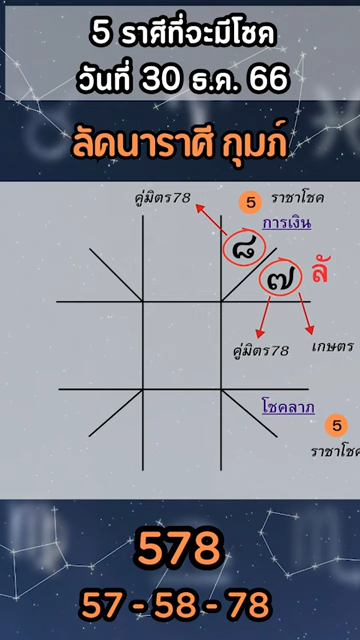 5 ราศีที่จะมีโชค
วันที่ 30 ธ.ค. 66
ลัคนาราศี กุมภ์
คู่มิตร78
5 ราชาโชค
การเงิน
๘
๗ ลั
คู่มิตร78
เกษตร
โชคลาภ
5
ราชาโชค
578
57 - 58 - 78